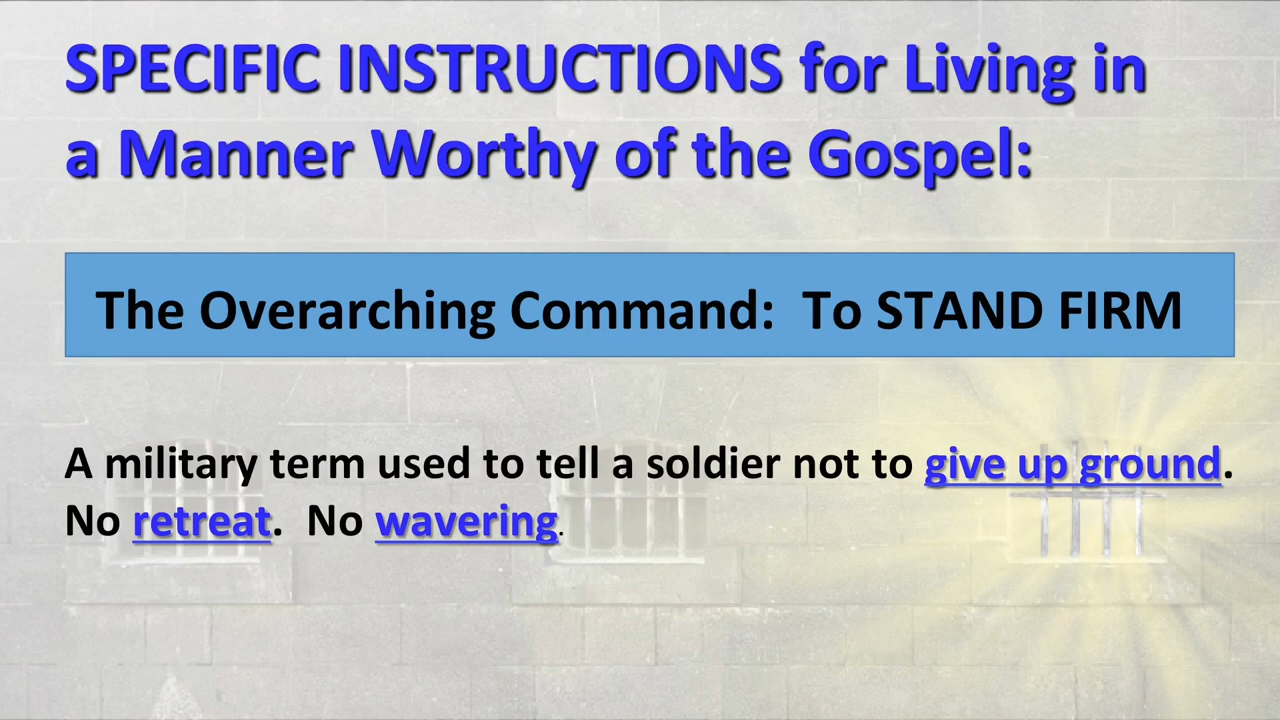 SPECIFIC INSTRUCTIONS for Living in
a Manner Worthy of the Gospel:
The Overarching Command:  To STAND FIRM
A military term used to tell a soldier not to give up ground.
No retreat.  No wavering.